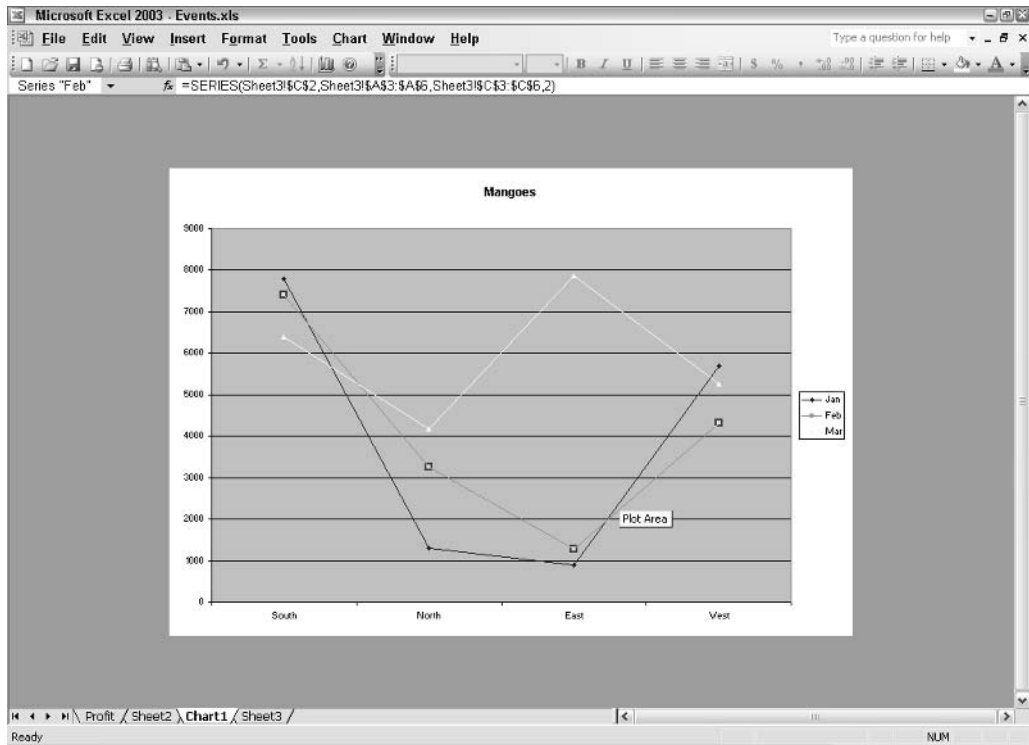 Microsoft Excel 2003 - Events.xls
File Edit View Insert Format Tools Chart Window Help
Type a question for help
B I U $ % ,
Series "Feb" fx =SERIES(Sheet3!$C$2,Sheet3!$A$3:$A$6,Sheet3!$C$3:$C$6,2)
Mangoes
9000
8000
7000
6000
5000
4000
3000
2000
1000
0
South North East West
Jan
Feb
Mar
Plot Area
Profit Sheet2 Chart1 Sheet3
Ready NUM